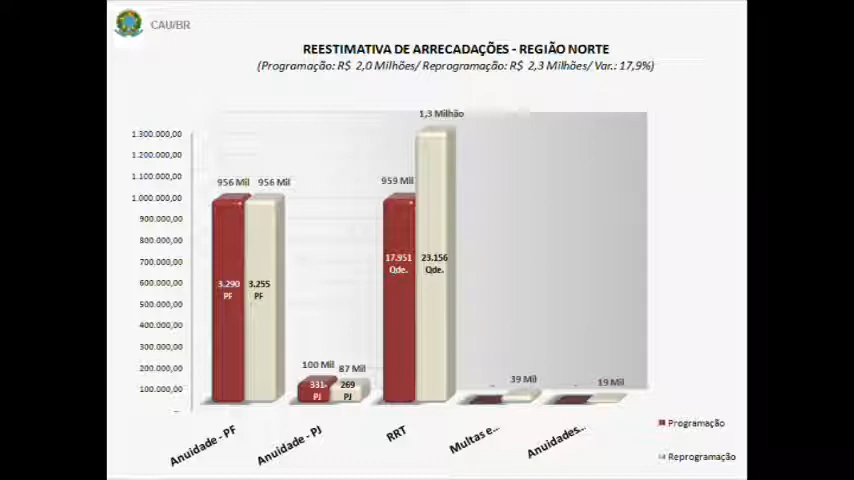 CAU/BR
REESTIMATIVA DE ARRECADAÇÕES - REGIÃO NORTE
(Programação: R$ 2,0 Milhões/ Reprogramação: R$ 2,3 Milhões/ Var.: 17,9%)
1,3 Milhão
1.300.000,00
1.200.000,00
1.100.000,00
1.000.000,00
900.000,00
800.000,00
700.000,00
600.000,00
500.000,00
400.000,00
300.000,00
200.000,00
100.000,00
-
956 Mil
956 Mil
3.290
PF
3.255
PF
100 Mil
87 Mil
331
PJ
269
PJ
959 Mil
17.951
Qde.
23.156
Qde.
-
39 Mil
-
19 Mil
Anuidade - PF
Anuidade - PJ
RRT
Multas e...
Anuidades...
Programação
Reprogramação